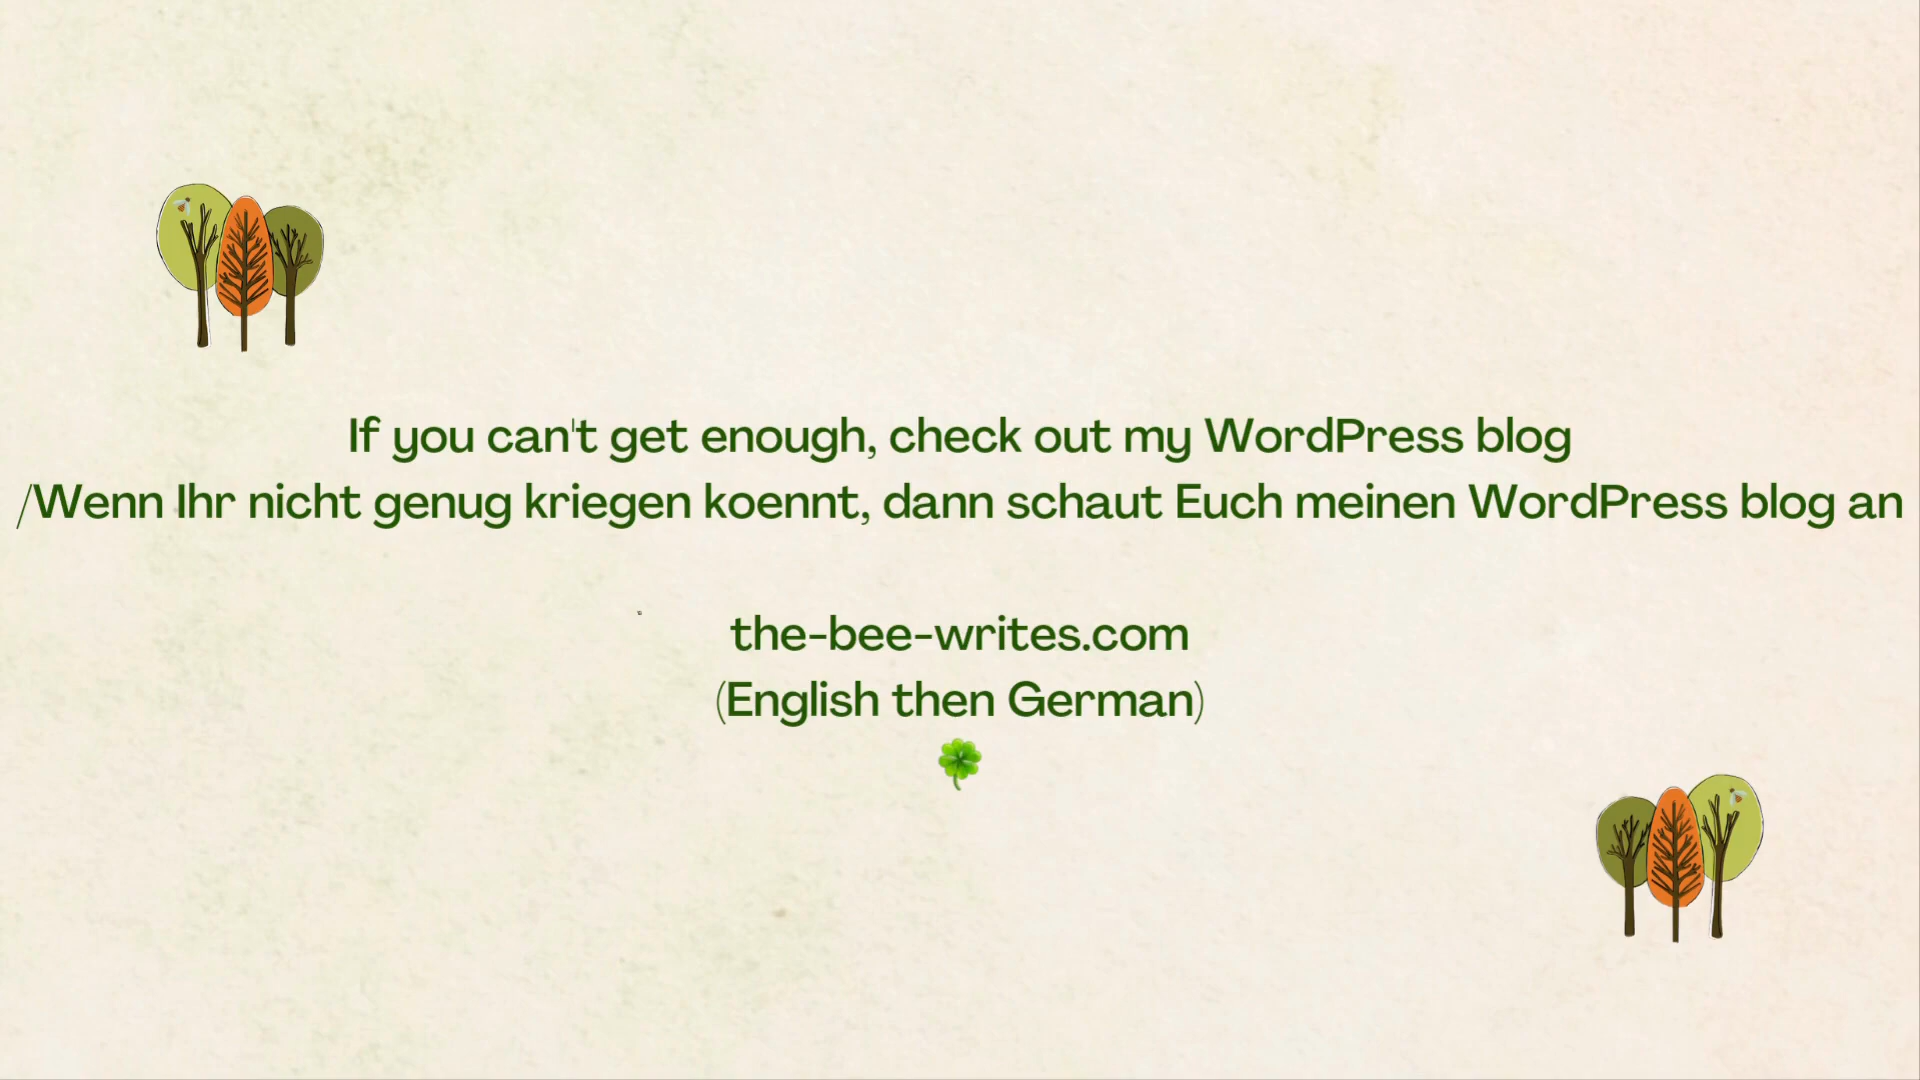 If you can't get enough, check out my WordPress blog
/Wenn Ihr nicht genug kriegen koennt, dann schaut Euch meinen WordPress blog an
the-bee-writes.com
(English then German)
🍀